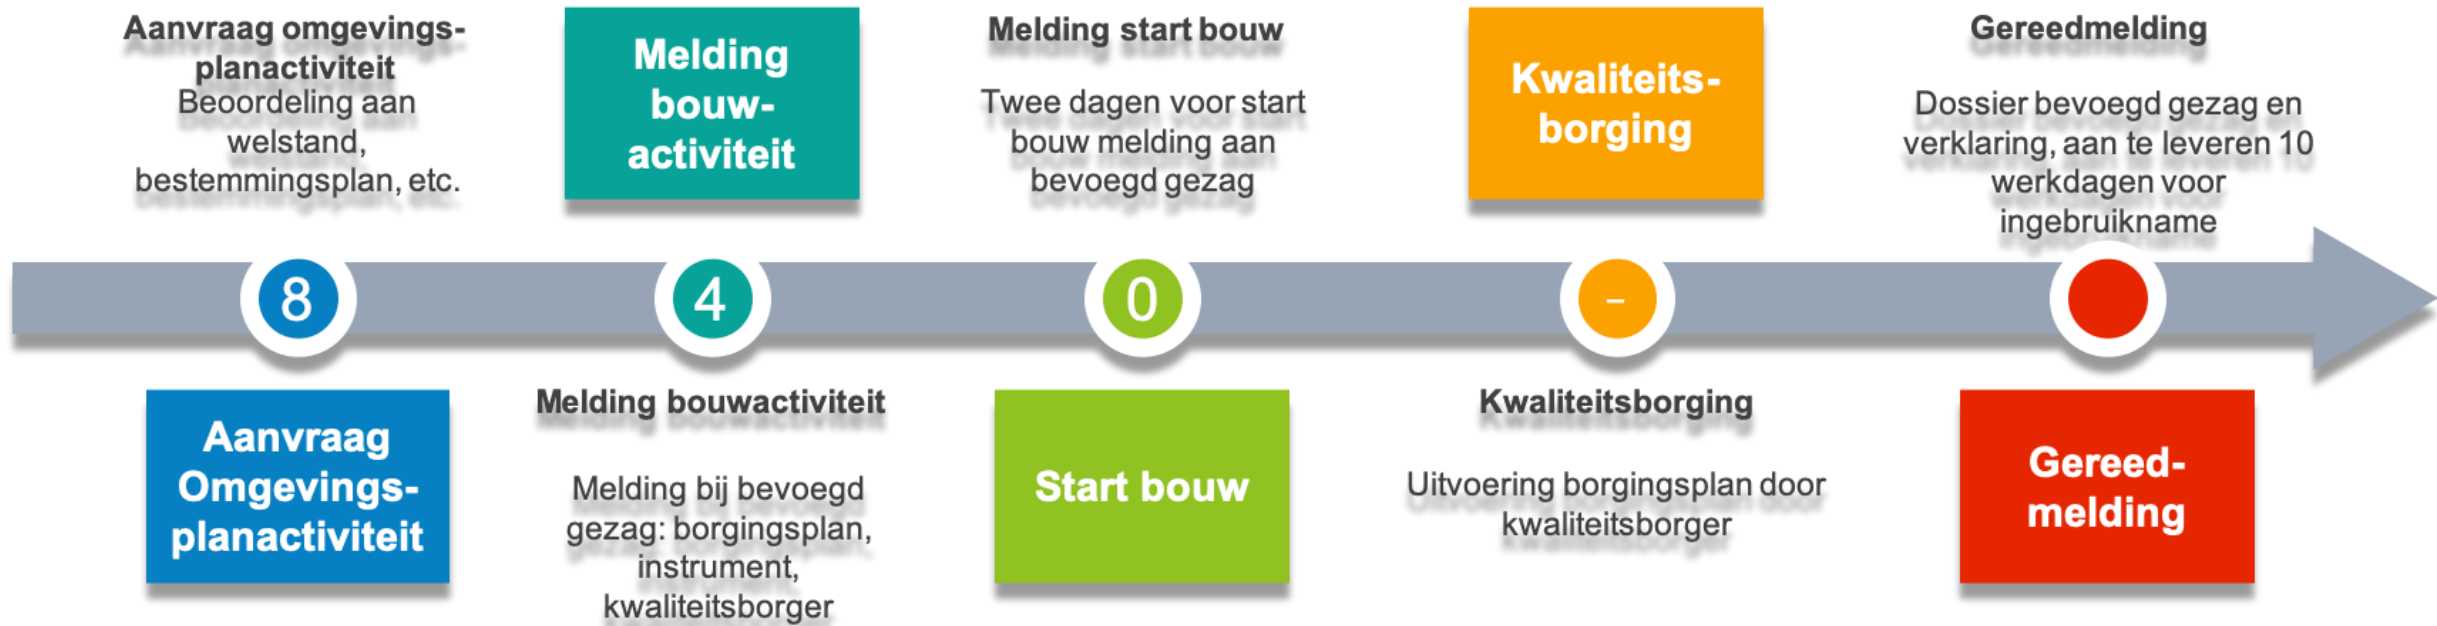 Aanvraag omgevings-
planactiviteit
Beoordeling aan
welstand,
bestemmingsplan, etc.
8
Aanvraag
Omgevings-
planactiviteit
Melding
bouw-
activiteit
4
Melding bouwactiviteit
Melding bij bevoegd
gezag: borgingsplan,
instrument,
kwaliteitsborger
Melding start bouw
Twee dagen voor start
bouw melding aan
bevoegd gezag
0
Start bouw
Kwaliteits-
borging
-
Kwaliteitsborging
Uitvoering borgingsplan door
kwaliteitsborger
Gereedmelding
Dossier bevoegd gezag en
verklaring, aan te leveren 10
werkdagen voor
ingebruikname
Gereed-
melding